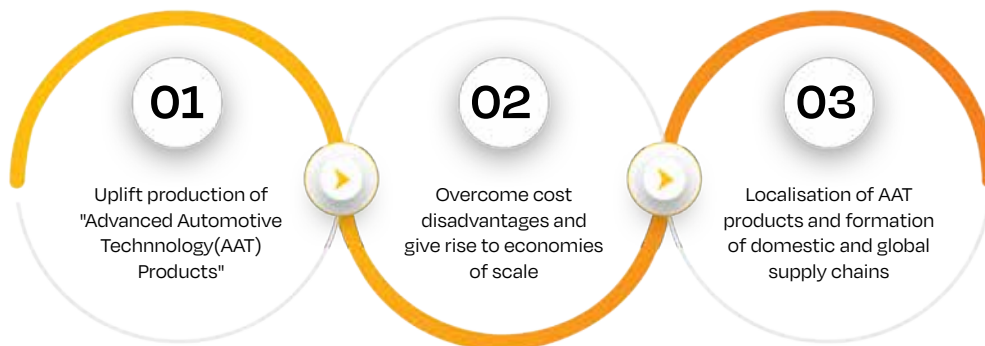 01
Uplift production of
"Advanced Automotive
Technnology(AAT)
Products"
02
Overcome cost
disadvantages and
give rise to economies
of scale
03
Localisation of AAT
products and formation
of domestic and global
supply chains